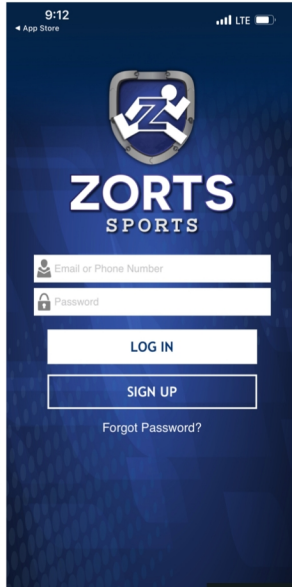 9:12
LTE
◀ App Store
Z
ZORTS
SPORTS
Email or Phone Number
Password
LOG IN
SIGN UP
Forgot Password?